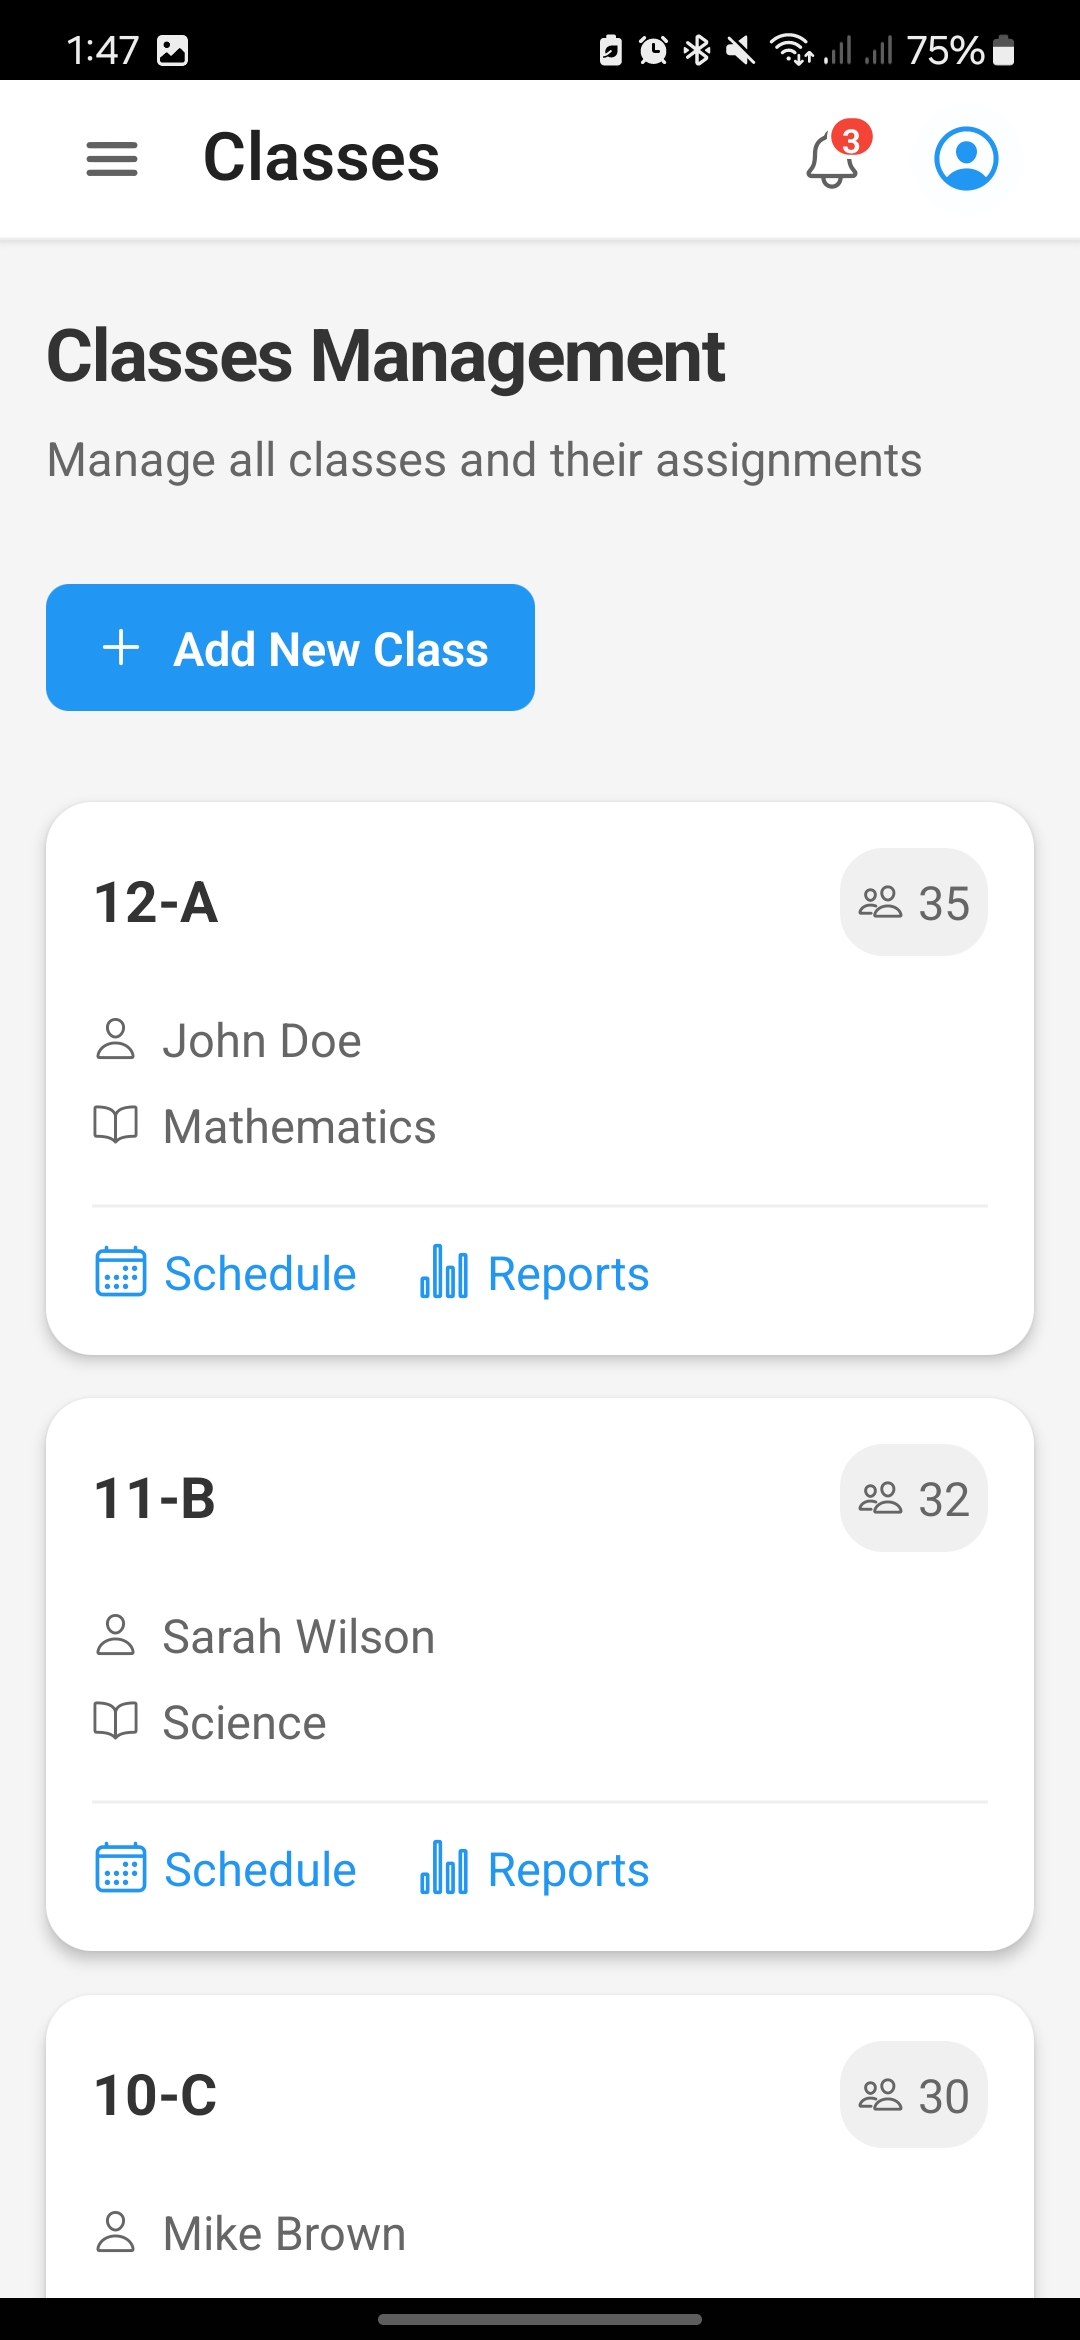 1:47 75%
Classes 3
Classes Management
Manage all classes and their assignments
Add New Class
12-A 35
John Doe
Mathematics
Schedule Reports
11-B 32
Sarah Wilson
Science
Schedule Reports
10-C 30
Mike Brown